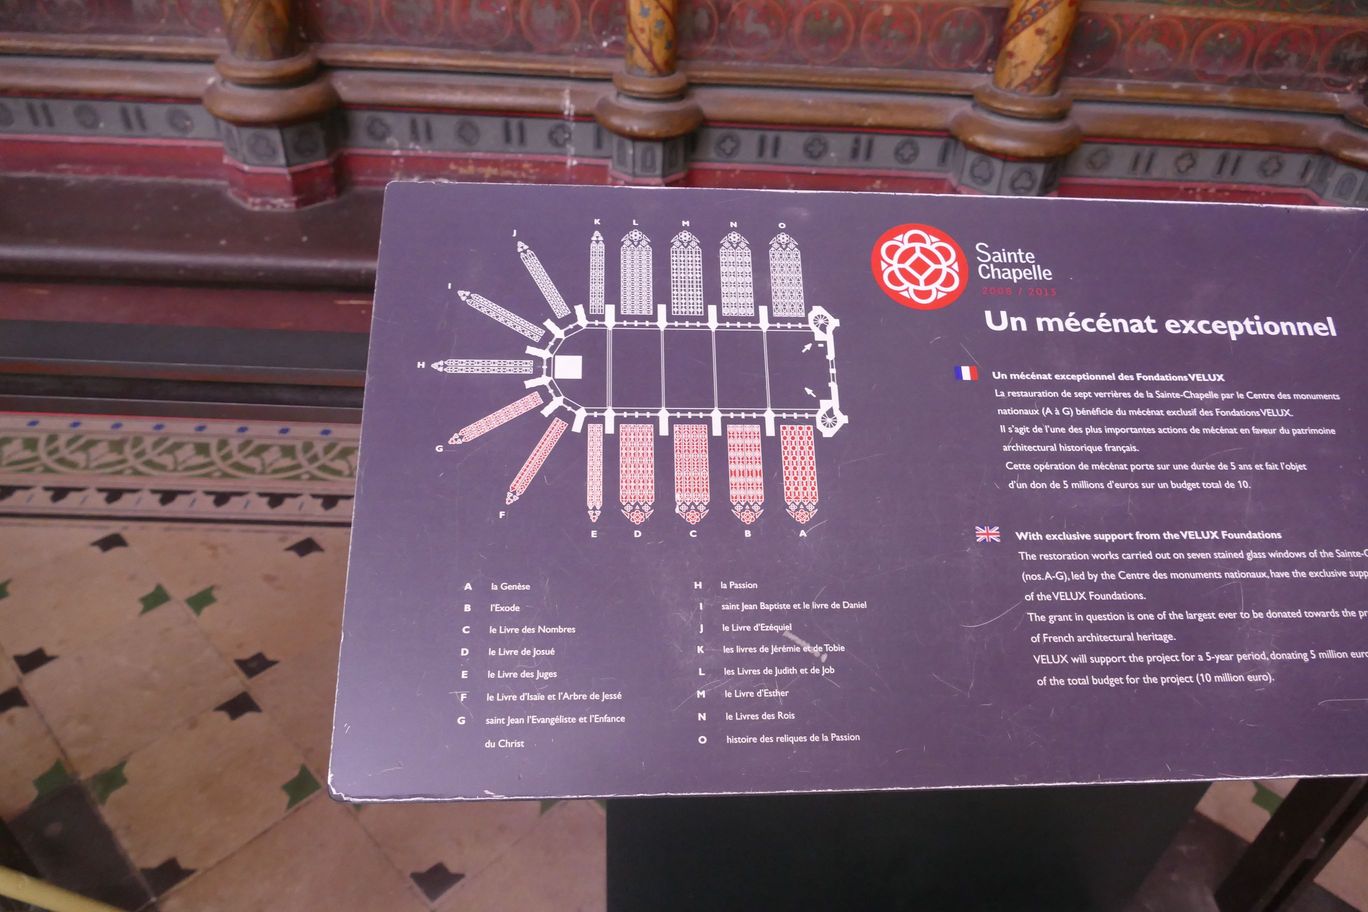 K L M N O
J
I
H
G
F
E D C B A
A la Genèse
B l'Exode
C le Livre des Nombres
D le Livre de Josué
E le Livre des Juges
F le Livre d'Isaïe et l'Arbre de Jessé
G saint Jean l'Evangéliste et l'Enfance
du Christ
H la Passion
I saint Jean Baptiste et le livre de Daniel
J le Livre d'Ezéquiel
K les livres de Jérémie et de Tobie
L les Livres de Judith et de Job
M le Livre d'Esther
N le Livres des Rois
O histoire des reliques de la Passion
Sainte
Chapelle
2008 / 2013
Un mécénat exceptionnel
Un mécénat exceptionnel des Fondations VELUX
La restauration de sept verrières de la Sainte-Chapelle par le Centre des monuments
nationaux (A à G) bénéficie du mécénat exclusif des Fondations VELUX.
Il s'agit de l'une des plus importantes actions de mécénat en faveur du patrimoine
architectural historique français.
Cette opération de mécénat porte sur une durée de 5 ans et fait l'objet
d'un don de 5 millions d'euros sur un budget total de 10.
With exclusive support from the VELUX Foundations
The restoration works carried out on seven stained glass windows of the Sainte-
(nos. A-G), led by the Centre des monuments nationaux, have the exclusive
of the VELUX Foundations.
The grant in question is one of the largest ever to be donated towards the
of French architectural heritage.
VELUX will support the project for a 5-year period, donating 5 million
of the total budget for the project (10 million euro).